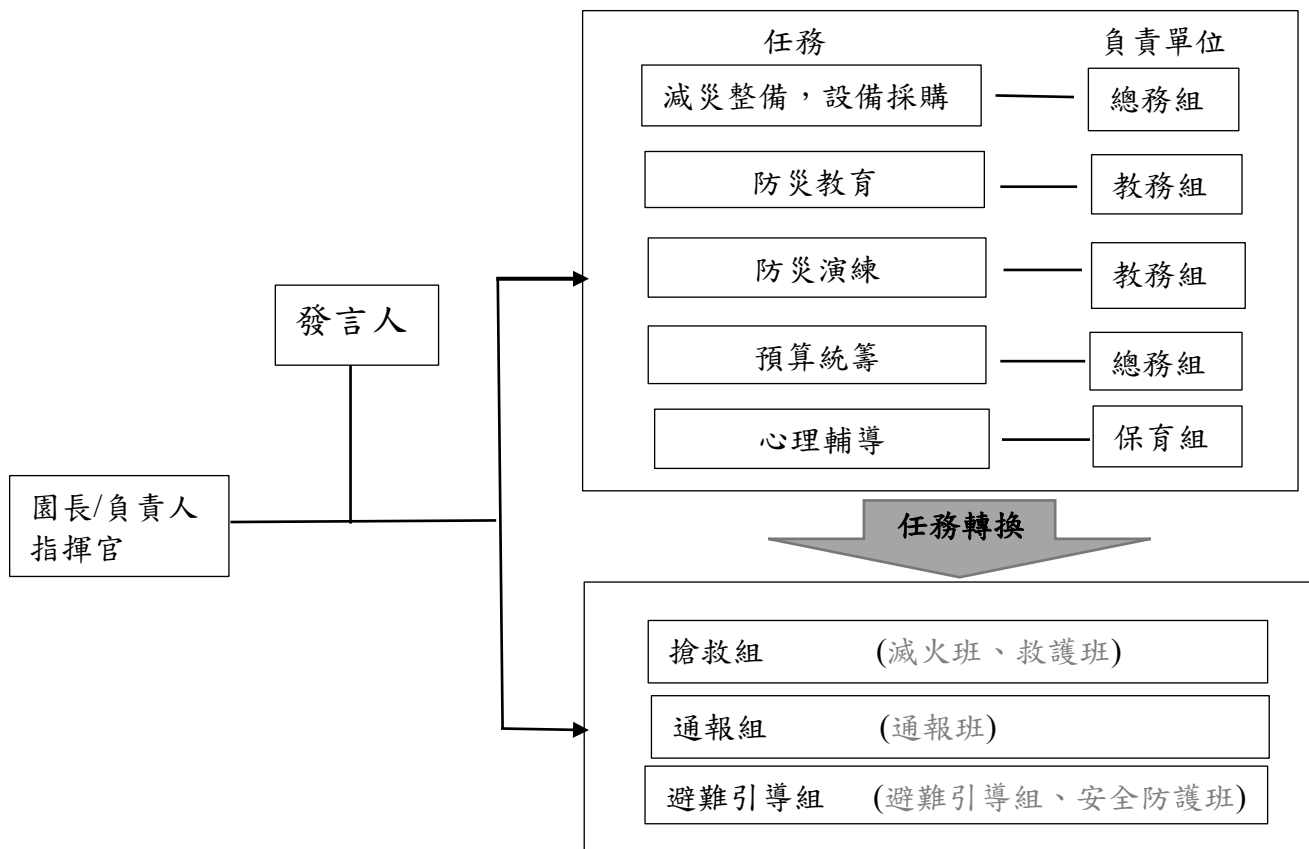 任務
負責單位
減災整備，設備採購
總務組
防災教育
教務組
防災演練
教務組
發言人
預算統籌
總務組
心理輔導
保育組
園長/負責人
指揮官
任務轉換
搶救組 (滅火班、救護班)
通報組 (通報班)
避難引導組 (避難引導組、安全防護班)